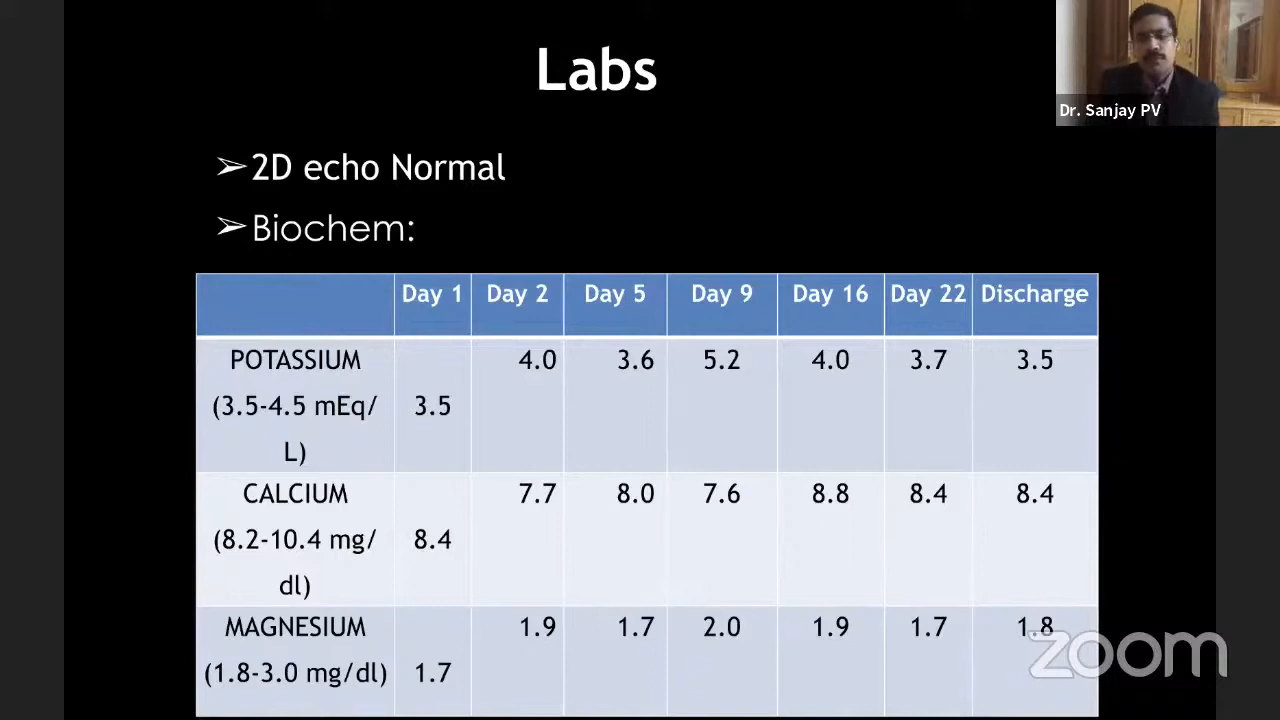 Labs
Dr. Sanjay PV
➢2D echo Normal
➢Biochem:
Day 1 Day 2 Day 5 Day 9 Day 16 Day 22 Discharge
POTASSIUM 4.0 3.6 5.2 4.0 3.7 3.5
(3.5-4.5 mEq/ 3.5
L)
CALCIUM 7.7 8.0 7.6 8.8 8.4 8.4
(8.2-10.4 mg/ 8.4
dl)
MAGNESIUM 1.9 1.7 2.0 1.9 1.7 1.8
(1.8-3.0 mg/dl) 1.7
zoom